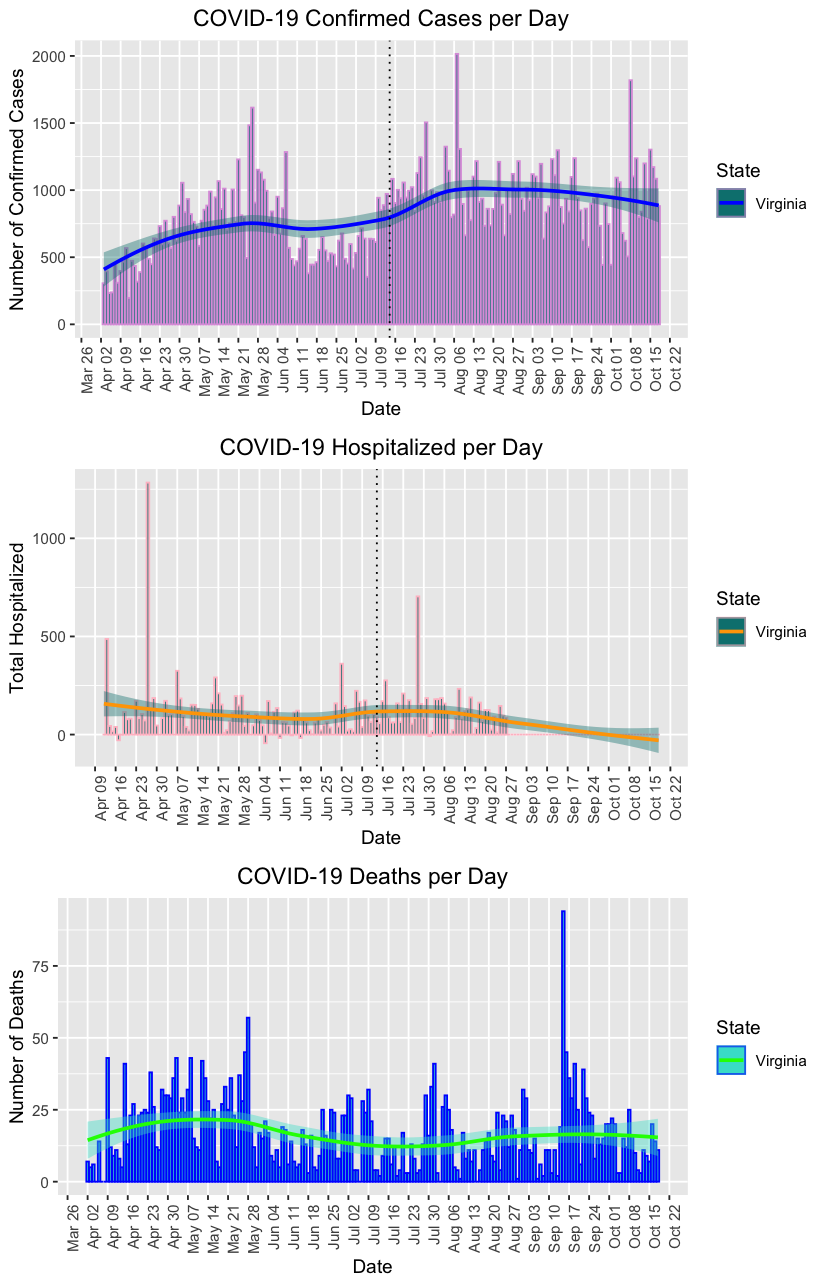 COVID-19 Confirmed Cases per Day
Number of Confirmed Cases
2000
1500
1000
500
0
Mar 26
Apr 02
Apr 09
Apr 16
Apr 23
Apr 30
May 07
May 14
May 21
May 28
Jun 04
Jun 11
Jun 18
Jun 25
Jul 02
Jul 09
Jul 16
Jul 23
Jul 30
Aug 06
Aug 13
Aug 20
Aug 27
Sep 03
Sep 10
Sep 17
Sep 24
Oct 01
Oct 08
Oct 15
Oct 22
Date
State
Virginia
COVID-19 Hospitalized per Day
Total Hospitalized
1000
500
0
Apr 09
Apr 16
Apr 23
Apr 30
May 07
May 14
May 21
May 28
Jun 04
Jun 11
Jun 18
Jun 25
Jul 02
Jul 09
Jul 16
Jul 23
Jul 30
Aug 06
Aug 13
Aug 20
Aug 27
Sep 03
Sep 10
Sep 17
Sep 24
Oct 01
Oct 08
Oct 15
Oct 22
Date
State
Virginia
COVID-19 Deaths per Day
Number of Deaths
75
50
25
0
Mar 26
Apr 02
Apr 09
Apr 16
Apr 23
Apr 30
May 07
May 14
May 21
May 28
Jun 04
Jun 11
Jun 18
Jun 25
Jul 02
Jul 09
Jul 16
Jul 23
Jul 30
Aug 06
Aug 13
Aug 20
Aug 27
Sep 03
Sep 10
Sep 17
Sep 24
Oct 01
Oct 08
Oct 15
Oct 22
Date
State
Virginia